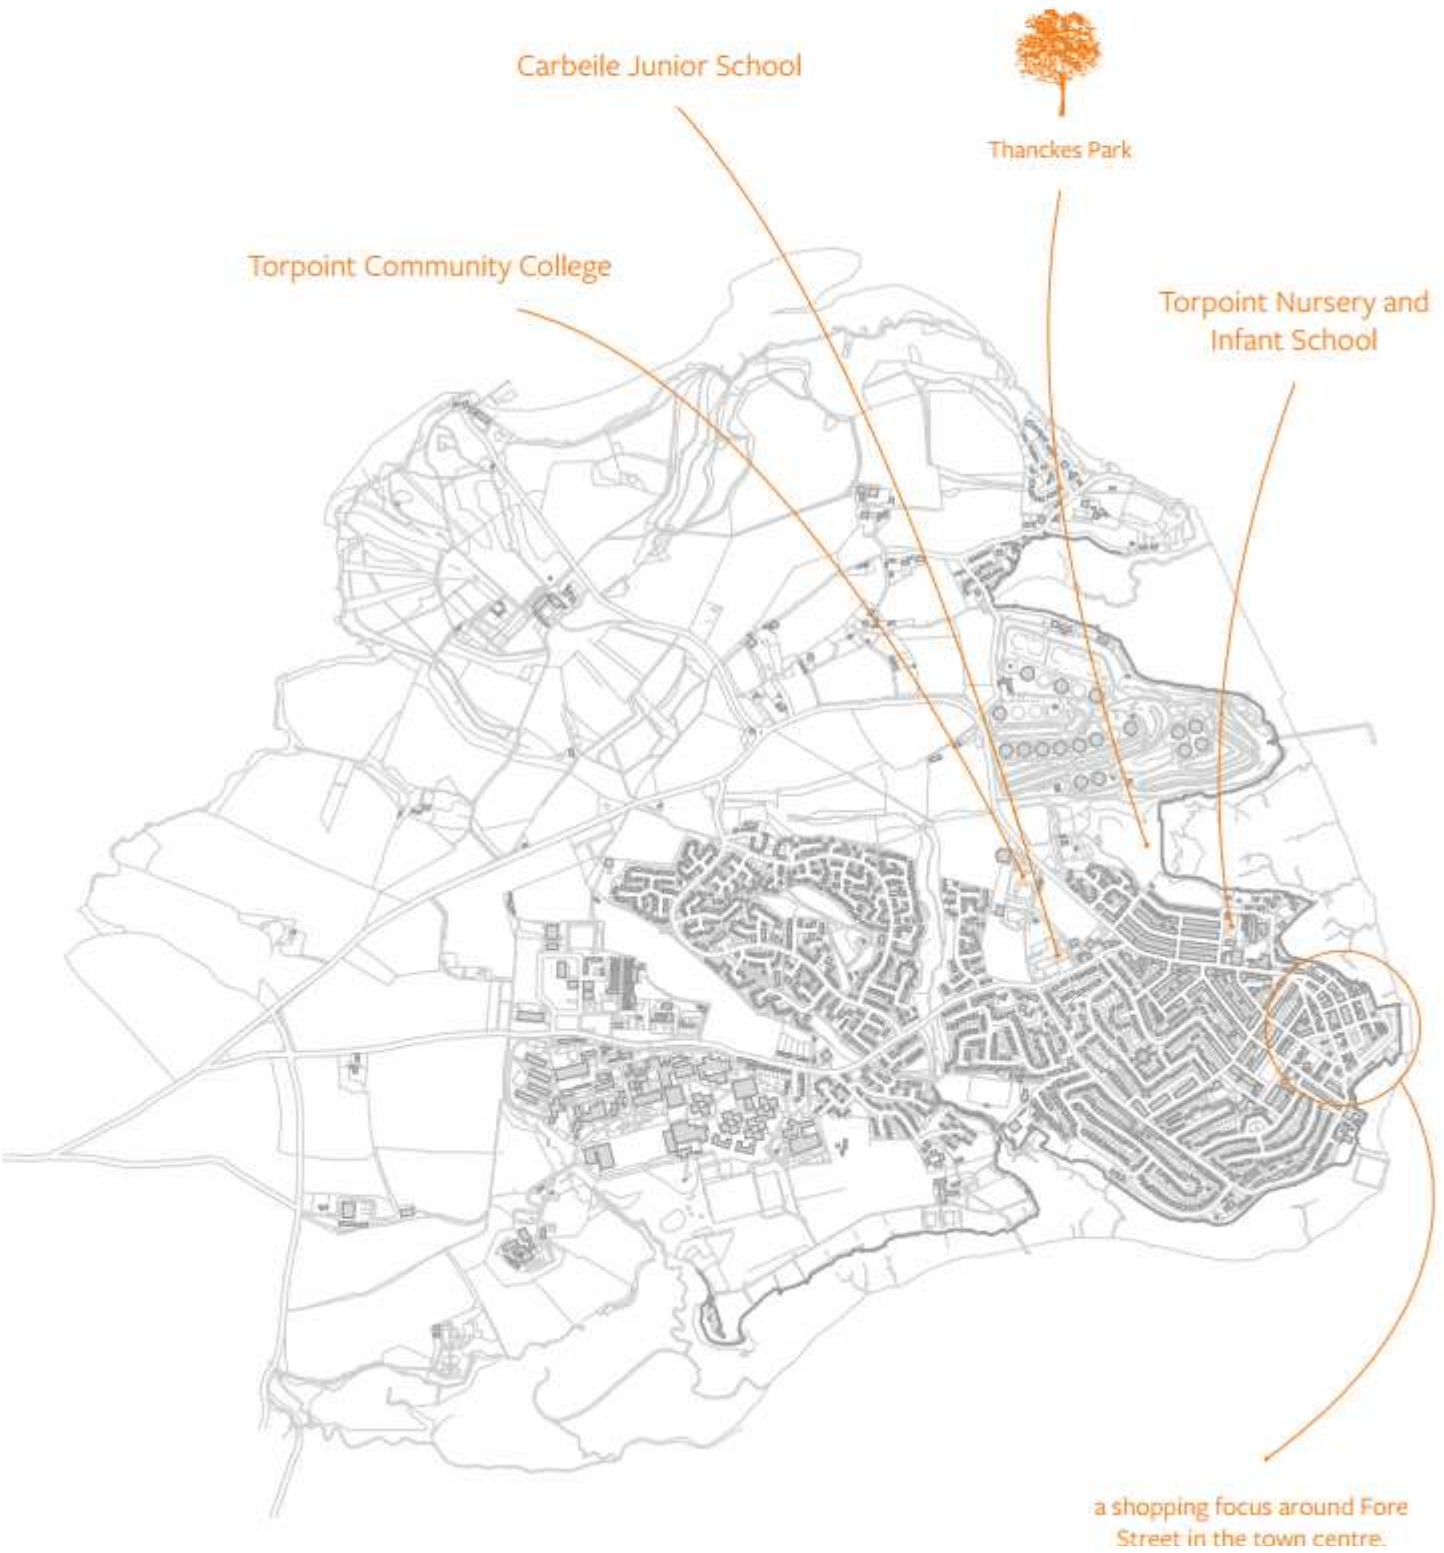 Carbeile Junior School
Thanckes Park
Torpoint Community College
Torpoint Nursery and
Infant School
a shopping focus around Fore
Street in the town centre.